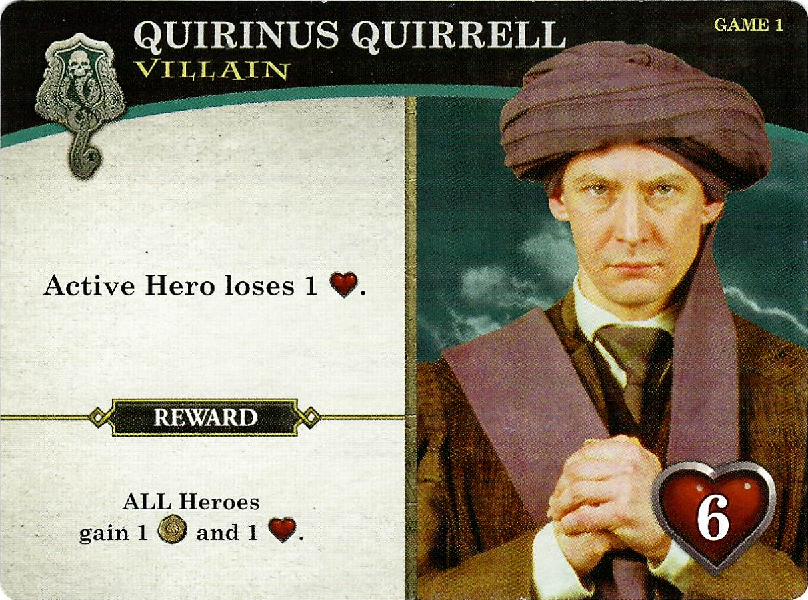 QUIRINUS QUIRRELL
GAME 1
VILLAIN
Active Hero loses 1 .
REWARD
ALL Heroes
gain 1 and 1 .
6